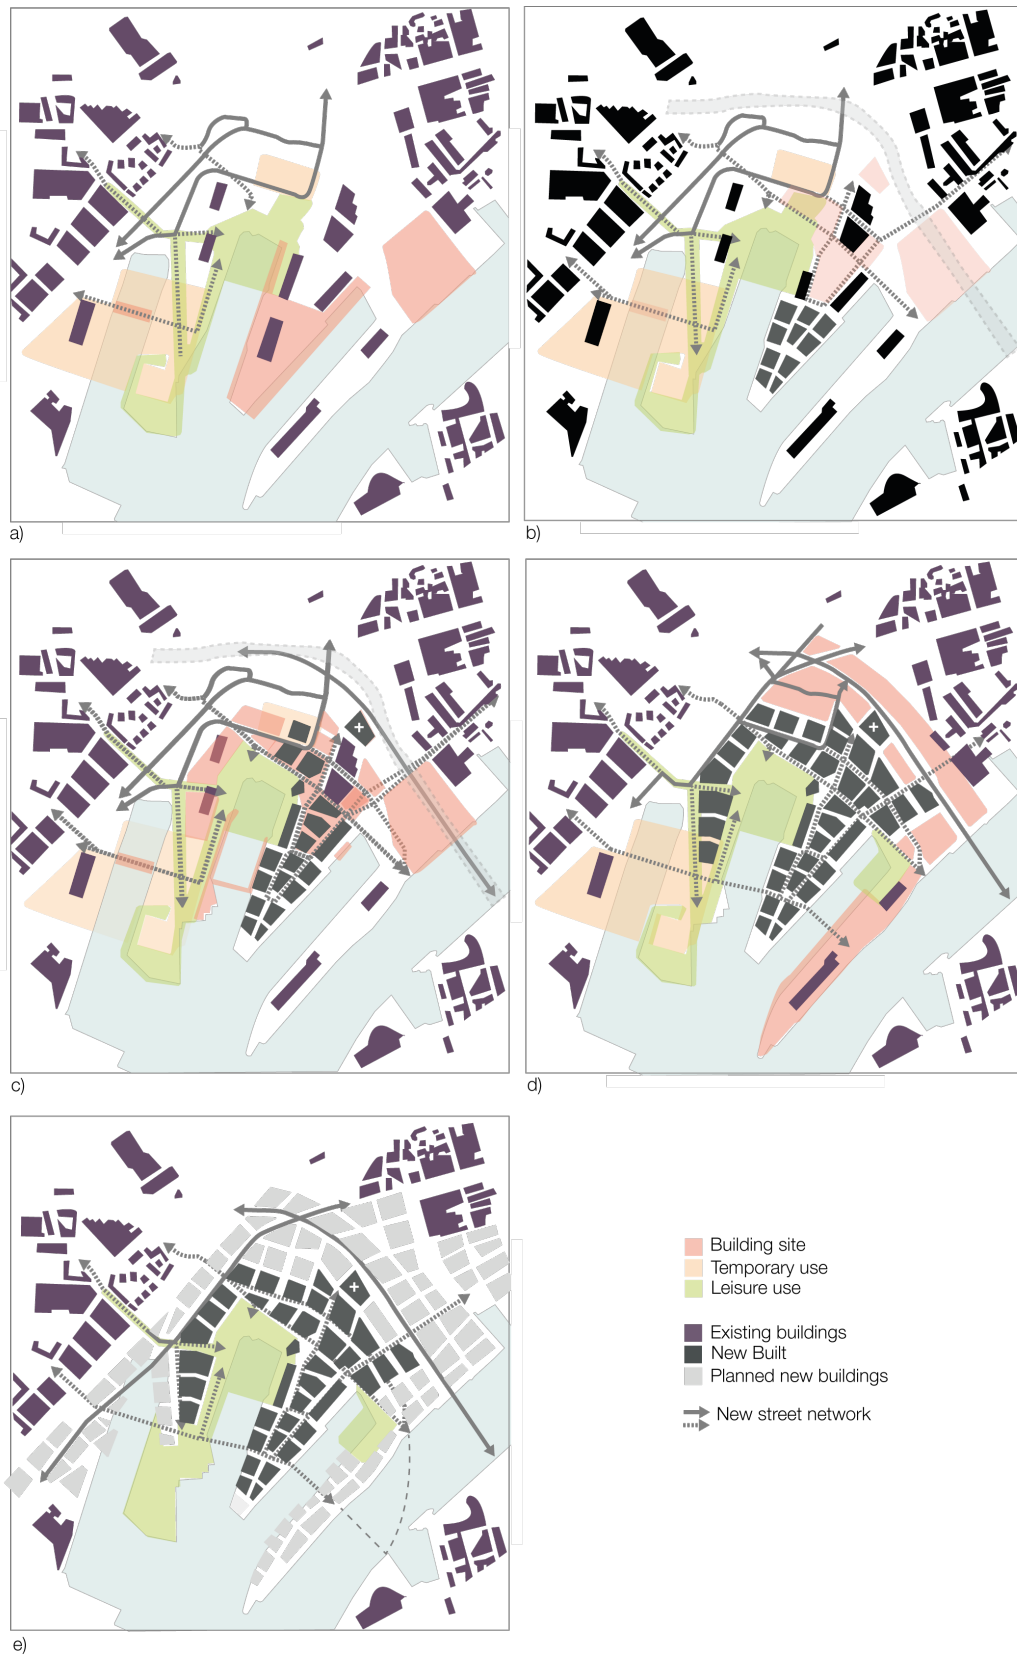 a)
b)
c)
d)
Building site
Temporary use
Leisure use
Existing buildings
New Built
Planned new buildings
New street network
e)